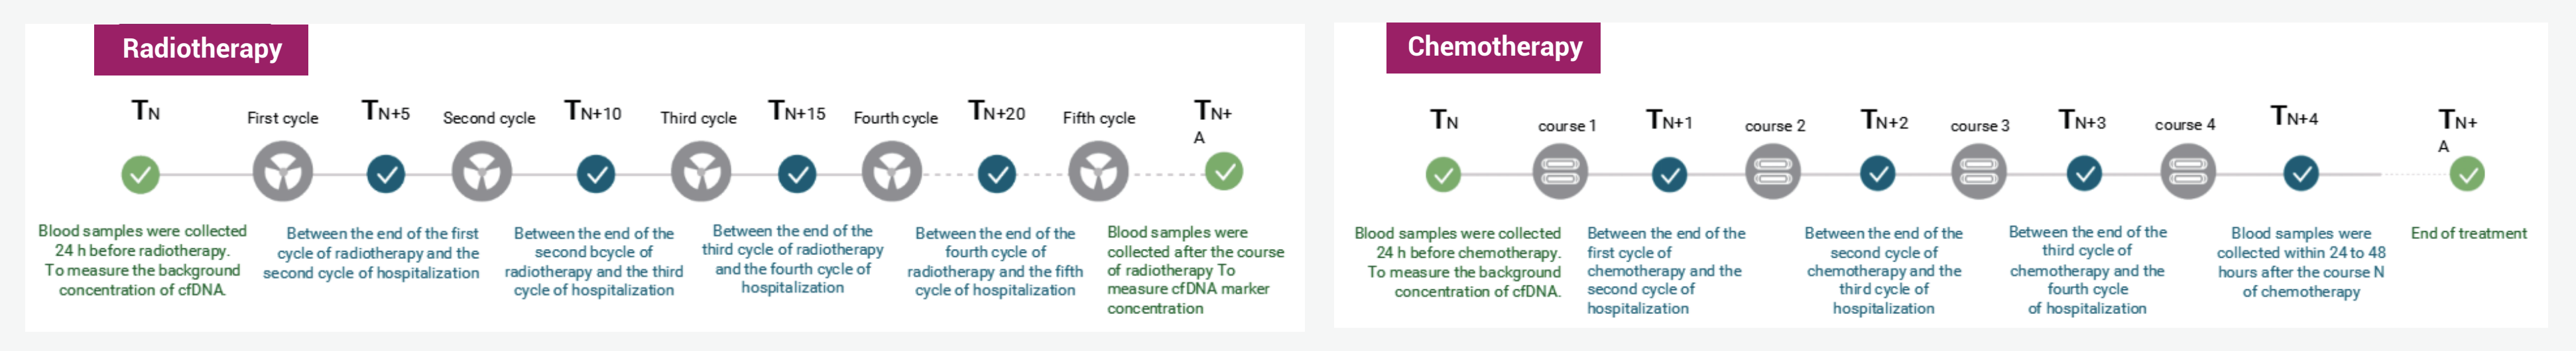 Radiotherapy
TN
First cycle
TN+5
Second cycle
TN+10
Third cycle
TN+15
Fourth cycle
TN+20
Fifth cycle
TN+
A
Blood samples were collected
24 h before radiotherapy.
To measure the background
concentration of cfDNA.
Between the end of the first
cycle of radiotherapy and the
second cycle of hospitalization
Between the end of the
second bcycle of
radiotherapy and the third
cycle of hospitalization
Between the end of the
third cycle of radiotherapy
and the fourth cycle of
hospitalization
Between the end of the
fourth cycle of
radiotherapy and the fifth
cycle of hospitalization
Blood samples were
collected after the course
of radiotherapy To
measure cfDNA marker
concentration
Chemotherapy
TN
course 1
TN+1
course 2
TN+2
course 3
TN+3
course 4
TN+4
TN+
A
Blood samples were collected
24 h before chemotherapy.
To measure the background
concentration of cfDNA.
Between the end of the
first cycle of
chemotherapy and the
second cycle of
hospitalization
Between the end of the
second cycle of
chemotherapy and the
third cycle of
hospitalization
Between the end of the
third cycle of
chemotherapy and the
fourth cycle
of hospitalization
Blood samples were
collected within 24 to 48
hours after the course N
of chemotherapy
End of treatment